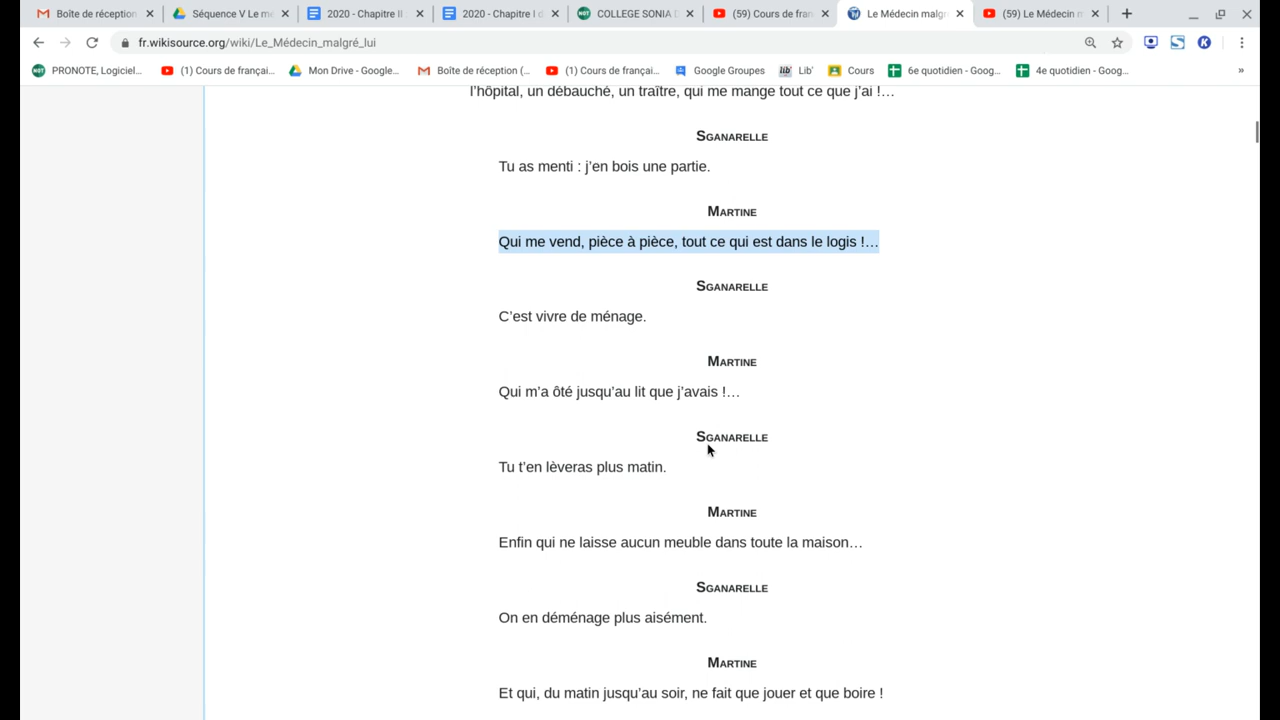 Boîte de réception
Séquence V Le m
2020 - Chapitre II
2020 - Chapitre I d
COLLEGE SONIA D
(59) Cours de fran
Le Médecin malgr
(59) Le Médecin m
fr.wikisource.org/wiki/Le_Médecin_malgré_lui
PRONOTE, Logiciel...
(1) Cours de françai...
Mon Drive - Google...
Boîte de réception (...
(1) Cours de françai...
Google Groupes
Lib'
Cours
6e quotidien - Goog...
4e quotidien - Goog...
»
l'hôpital, un débauché, un traître, qui me mange tout ce que j'ai !…
Sganarelle
Tu as menti : j'en bois une partie.
Martine
Qui me vend, pièce à pièce, tout ce qui est dans le logis !…
Sganarelle
C'est vivre de ménage.
Martine
Qui m'a ôté jusqu'au lit que j'avais !…
Sganarelle
Tu t'en lèveras plus matin.
Martine
Enfin qui ne laisse aucun meuble dans toute la maison…
Sganarelle
On en déménage plus aisément.
Martine
Et qui, du matin jusqu'au soir, ne fait que jouer et que boire !